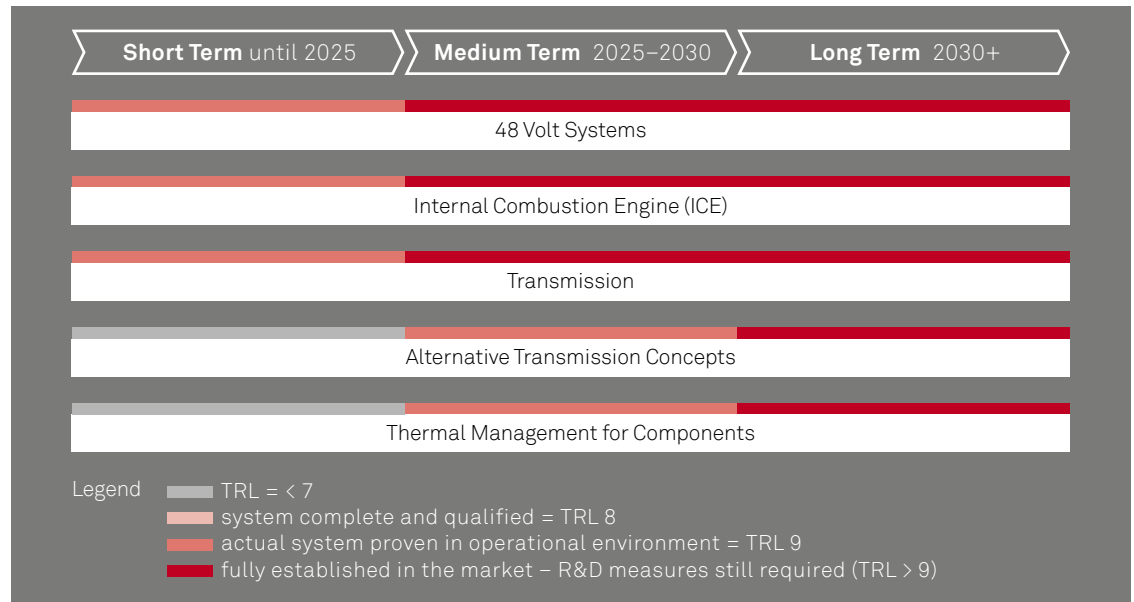 Short Term until 2025
Medium Term 2025–2030
Long Term 2030+
48 Volt Systems
Internal Combustion Engine (ICE)
Transmission
Alternative Transmission Concepts
Thermal Management for Components
Legend
TRL = < 7
system complete and qualified = TRL 8
actual system proven in operational environment = TRL 9
fully established in the market – R&D measures still required (TRL > 9)